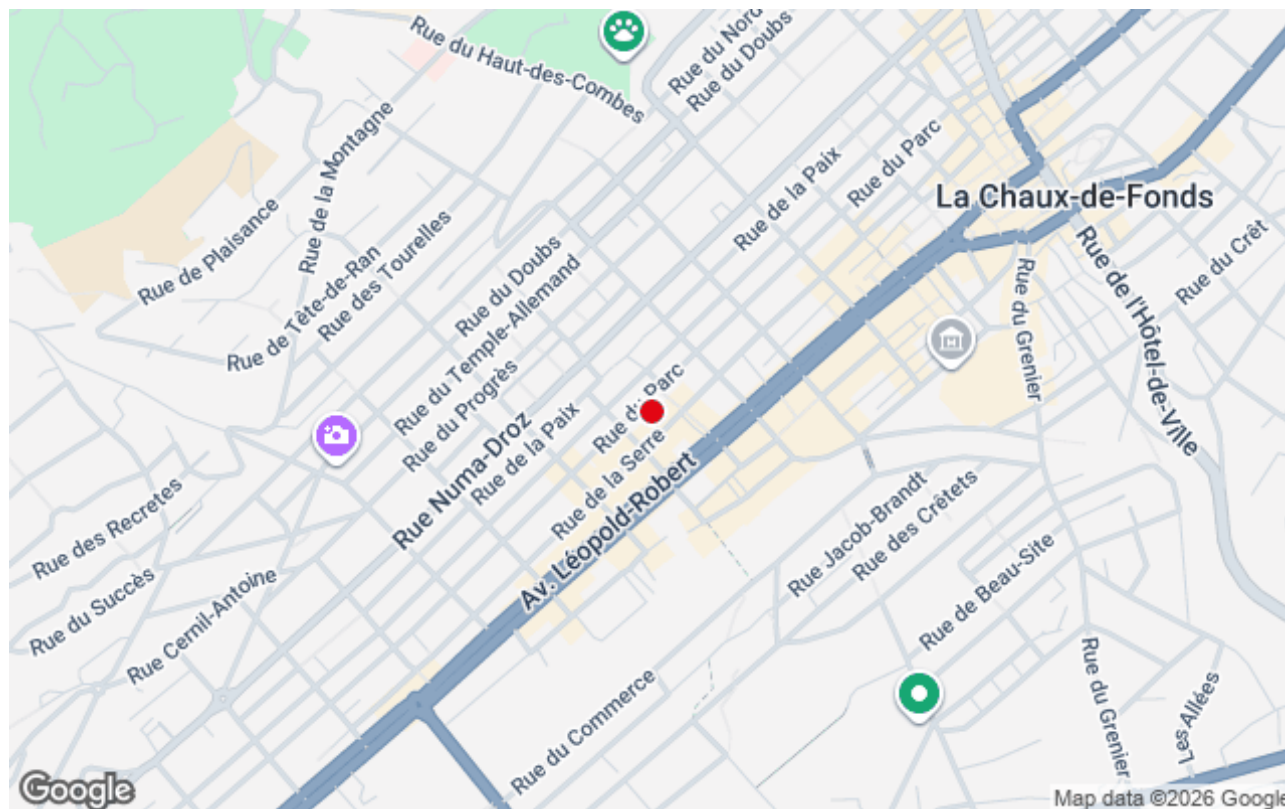 Rue du Haut-des-Combes
Rue du Nord
Rue du Doubs
Rue de la Montagne
Rue de Plaisance
Rue de la Paix
Rue du Parc
La Chaux-de-Fonds
Rue du Crêt
Rue de l'Hôtel-de-Ville
Rue du Grenier
Rue de Tête-de-Ran
Rue des Tourelles
Rue du Doubs
Rue du Temple-Allemand
Rue du Progrès
Rue Numa-Droz
Rue de la Paix
Rue du Parc
Rue de la Serre
Av. Léopold-Robert
Rue des Recretes
Rue du Succès
Rue Cernil-Antoine
Rue Jacob-Brandt
Rue des Crêtets
Rue de Beau-Site
Rue du Commerce
Rue du Grenier
Les Allées
Google
Map data ©2026 Google